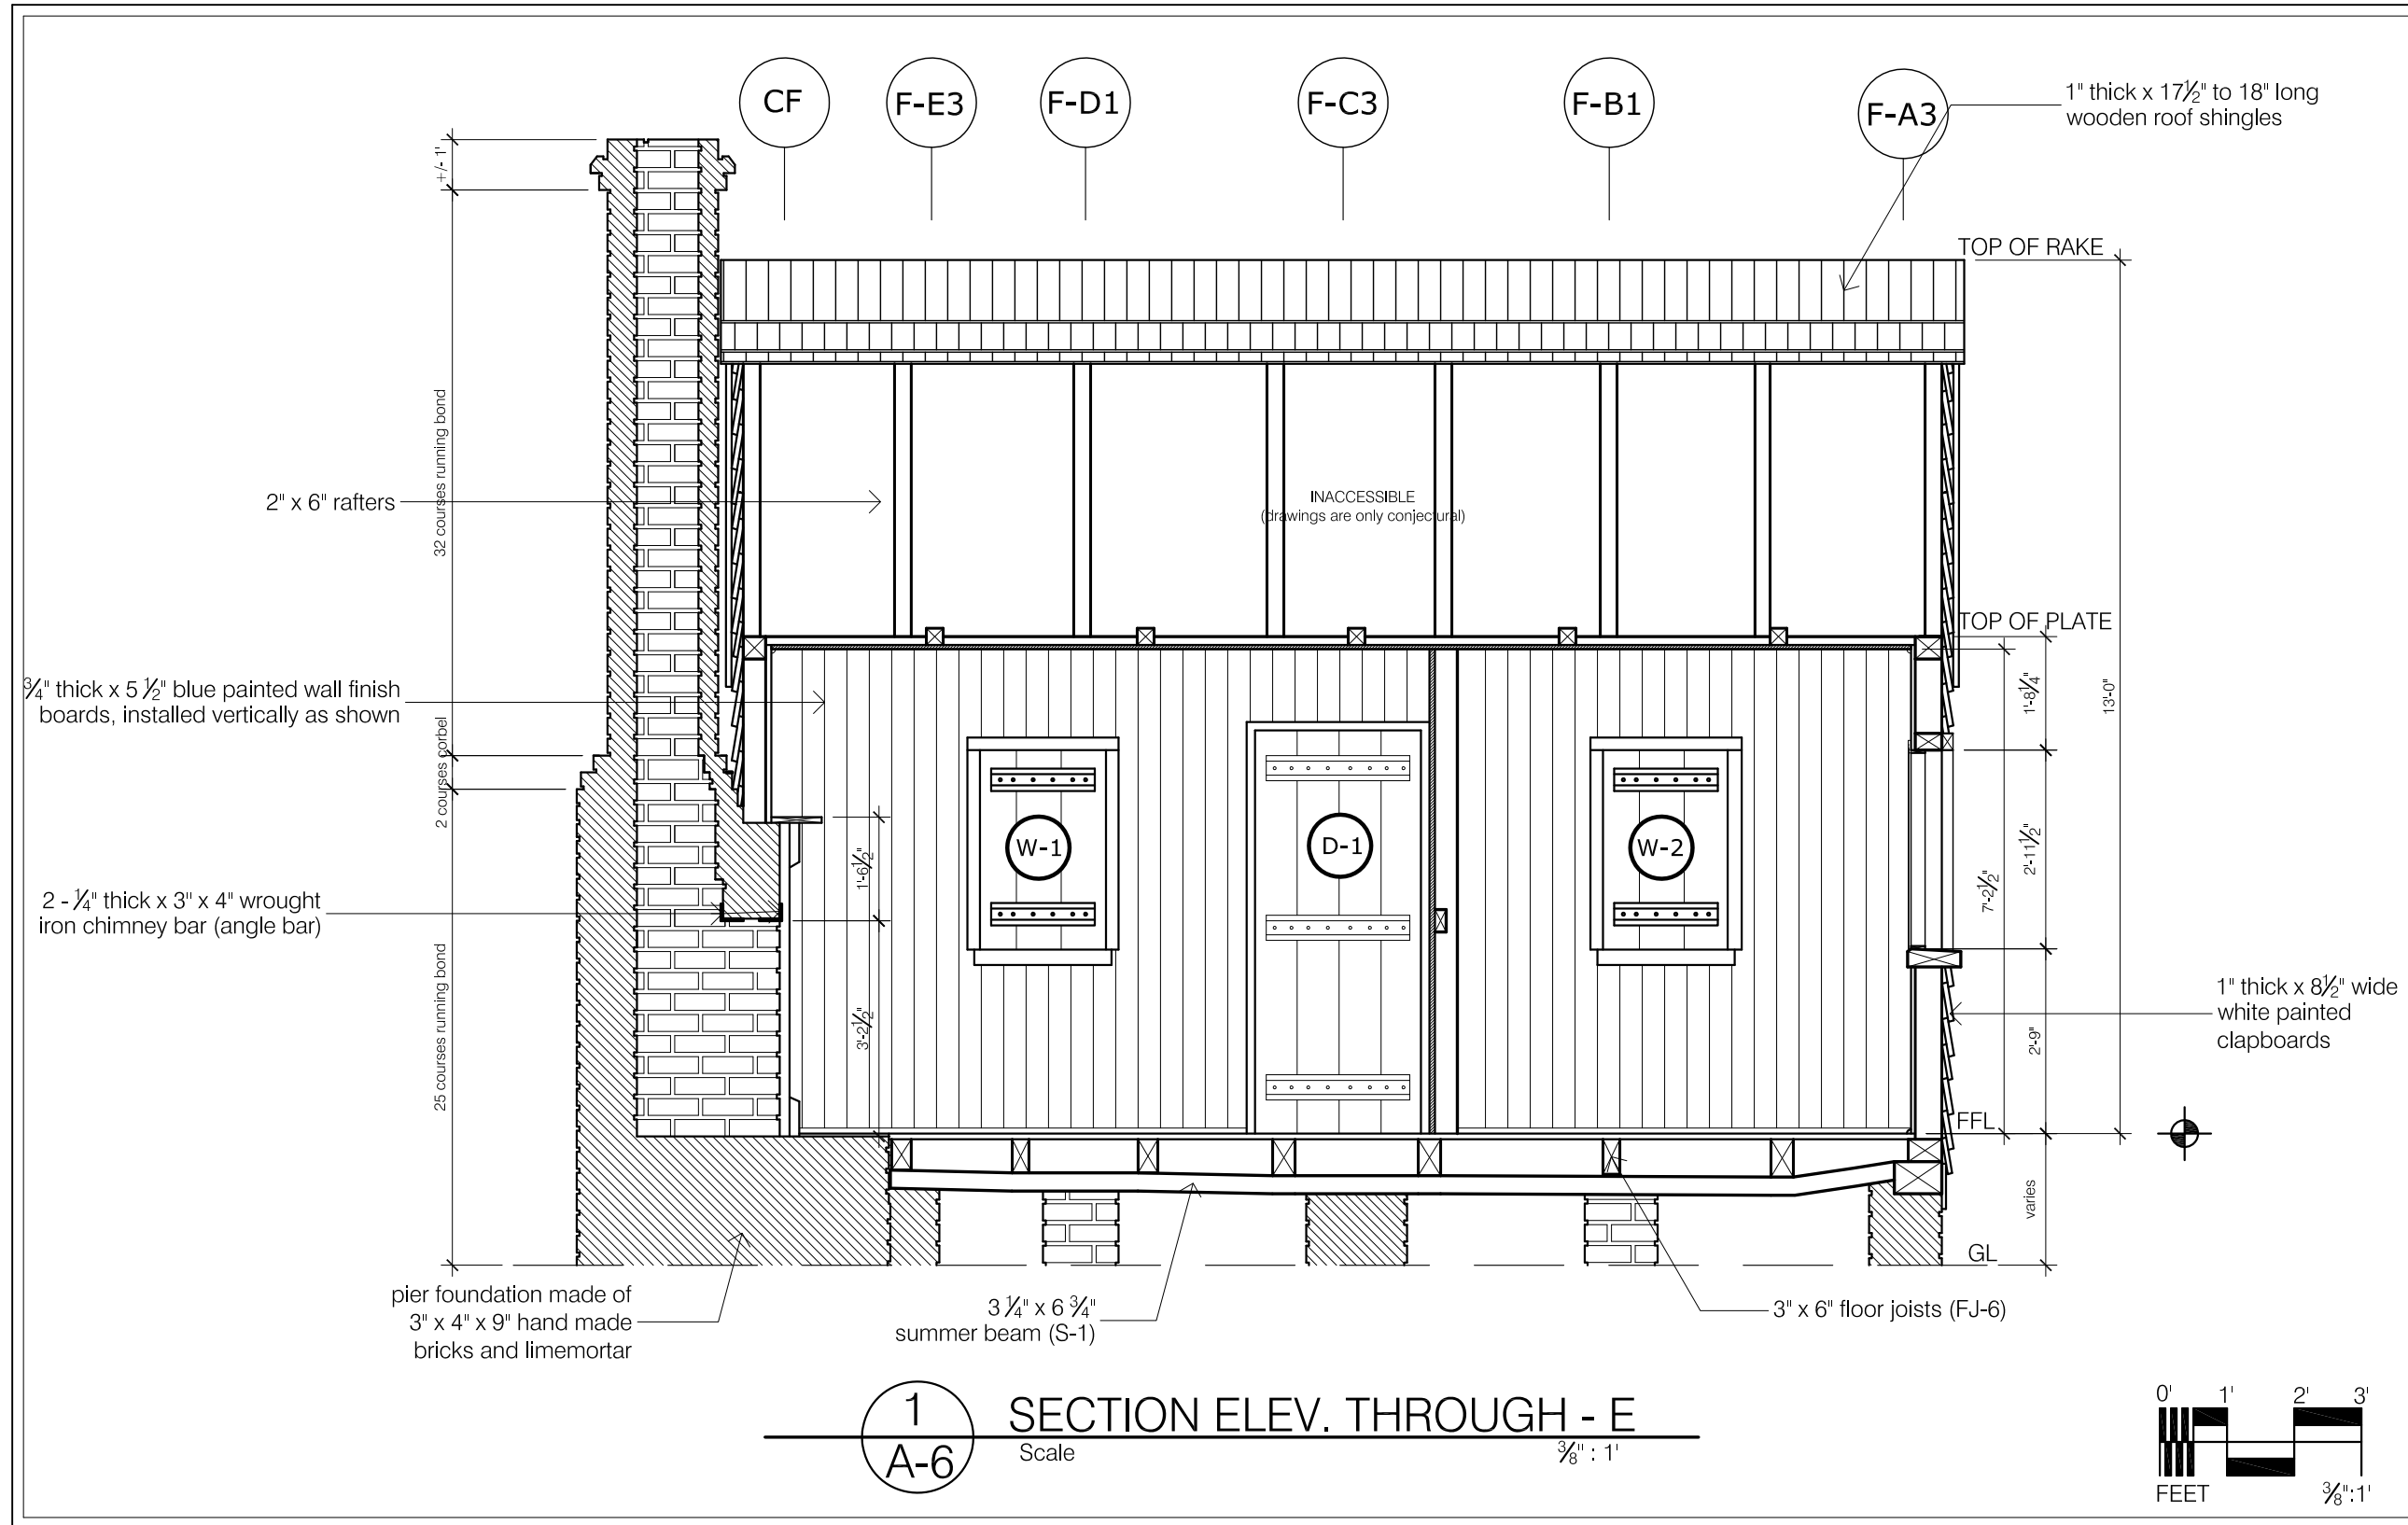 CF
F-E3
F-D1
F-C3
F-B1
F-A3
1" thick x 17½" to 18" long
wooden roof shingles
+/- 1'
TOP OF RAKE
32 courses running bond
2" x 6" rafters
INACCESSIBLE
(drawings are only conjectural)
TOP OF PLATE
¾" thick x 5 ½" blue painted wall finish
boards, installed vertically as shown
1'-8¼"
13'-0"
2 courses corbel
W-1
D-1
W-2
1'-6½"
2'-11½"
7'-2½"
2 - ¼" thick x 3" x 4" wrought
iron chimney bar (angle bar)
25 courses running bond
3'-2½"
2'-9"
1" thick x 8½" wide
white painted
clapboards
FFL
varies
GL
pier foundation made of
3" x 4" x 9" hand made
bricks and limemortar
3 ¼" x 6 ¾"
summer beam (S-1)
3" x 6" floor joists (FJ-6)
1
A-6
SECTION ELEV. THROUGH - E
Scale
⅜" : 1'
0' 1' 2' 3'
FEET
⅜":1'